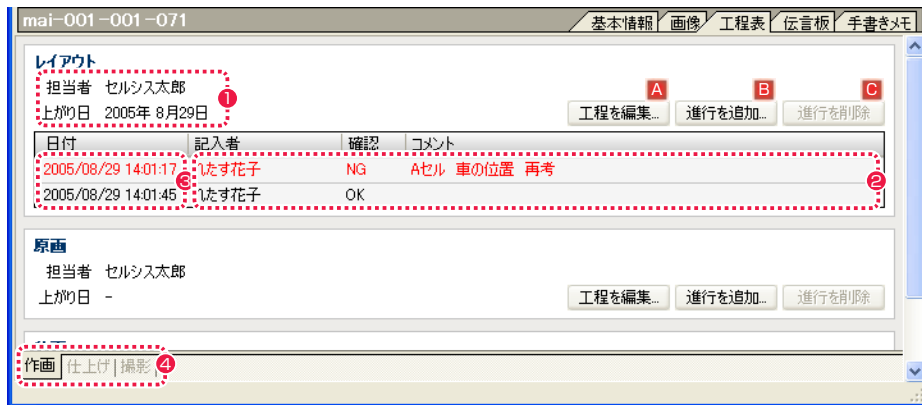 mai-001-001-071
基本情報 画像 工程表 伝言板 手書きメモ
レイアウト
担当者 セルシス太郎
1
上がり日 2005年 8月29日
A B C
工程を編集... 進行を追加... 進行を削除
日付 記入者 確認 コメント
2005/08/29 14:01:17 れたす花子 NG Aセル 車の位置 再考
3 2
2005/08/29 14:01:45 れたす花子 OK
原画
担当者 セルシス太郎
上がり日 -
工程を編集... 進行を追加... 進行を削除
作画 仕上げ 撮影 4